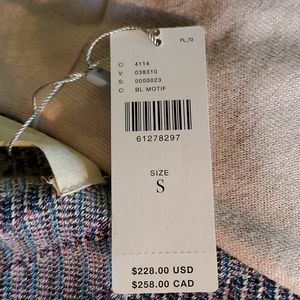 FL_72
C: 4114
V: 038310
S: 0000023
C: BL MOTIF
61278297
SIZE
S
$228.00 USD
$258.00 CAD